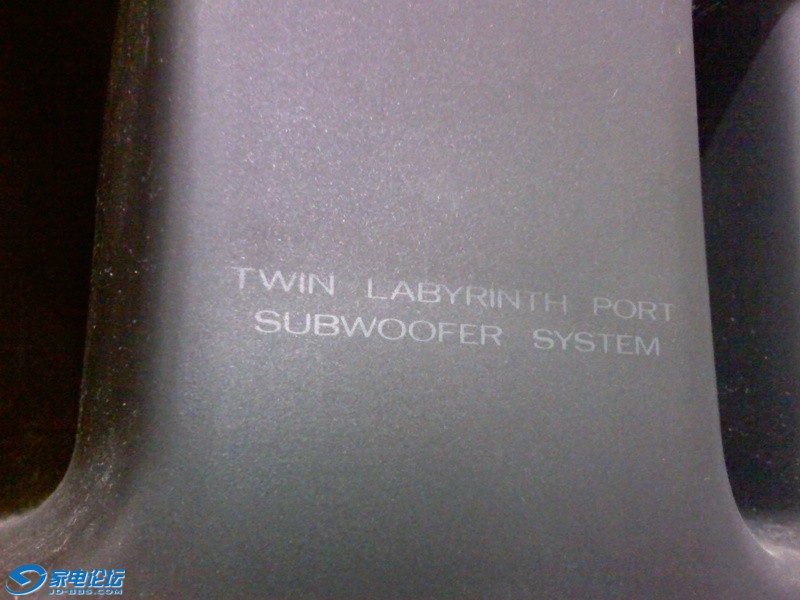 TWIN LABYRINTH PORT
SUBWOOFER SYSTEM
家电论坛
JD-BBS.COM